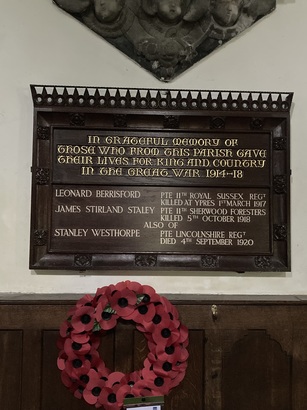 IN GRATEFUL MEMORY OF
THOSE WHO FROM THIS PARISH GAVE
THEIR LIVES FOR KING AND COUNTRY
IN THE GREAT WAR 1914–18
LEONARD BERRISFORD PTE 11TH ROYAL SUSSEX REGT
KILLED AT YPRES 1ST MARCH 1917
JAMES STIRLAND STALEY PTE 11TH SHERWOOD FORESTERS
KILLED 5TH OCTOBER 1918
ALSO OF
STANLEY WESTHORPE PTE LINCOLNSHIRE REGT
DIED 4TH SEPTEMBER 1920